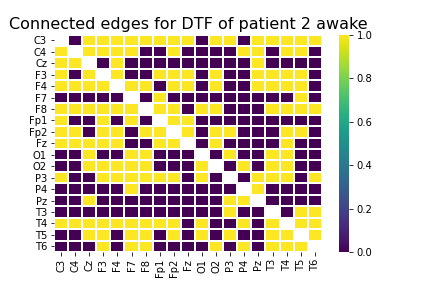 Connected edges for DTF of patient 2 awake
C3
C4
Cz
F3
F4
F7
F8
Fp1
Fp2
Fz
O1
O2
P3
P4
Pz
T3
T4
T5
T6
C3 C4 Cz F3 F4 F7 F8 Fp1 Fp2 Fz O1 O2 P3 P4 Pz T3 T4 T5 T6
1.0
0.8
0.6
0.4
0.2
0.0